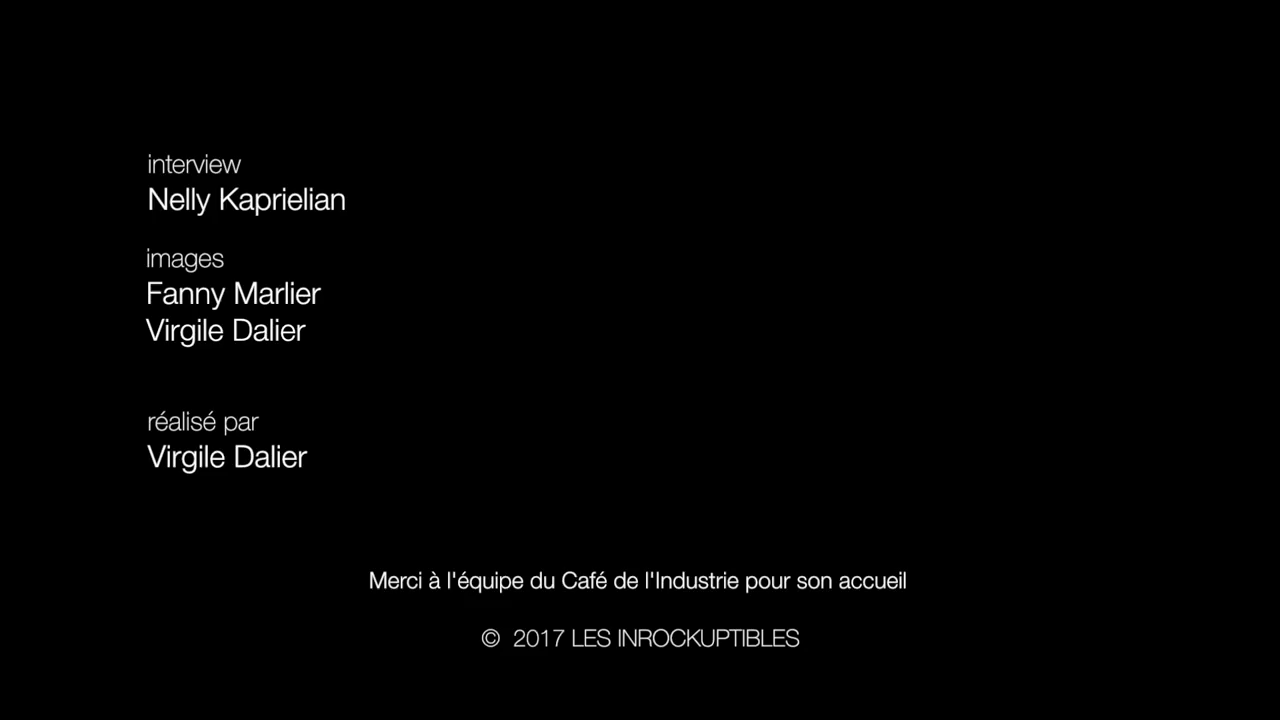 interview
Nelly Kaprielian
images
Fanny Marlier
Virgile Dalier
réalisé par
Virgile Dalier
Merci à l'équipe du Café de l'Industrie pour son accueil
© 2017 LES INROCKUPTIBLES